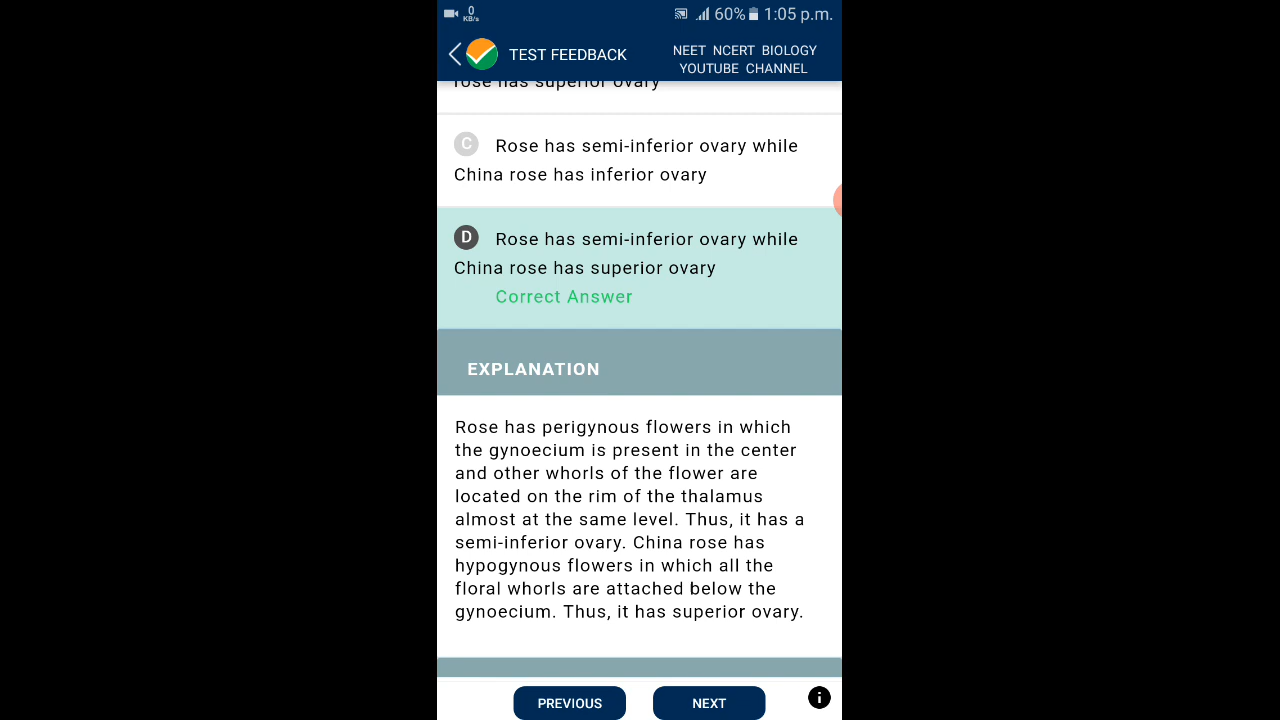 0
KB/s
60% 1:05 p.m.
TEST FEEDBACK
NEET NCERT BIOLOGY
YOUTUBE CHANNEL
rose has superior ovary
C Rose has semi-inferior ovary while
China rose has inferior ovary
D Rose has semi-inferior ovary while
China rose has superior ovary
Correct Answer
EXPLANATION
Rose has perigynous flowers in which
the gynoecium is present in the center
and other whorls of the flower are
located on the rim of the thalamus
almost at the same level. Thus, it has a
semi-inferior ovary. China rose has
hypogynous flowers in which all the
floral whorls are attached below the
gynoecium. Thus, it has superior ovary.
PREVIOUS
NEXT
i